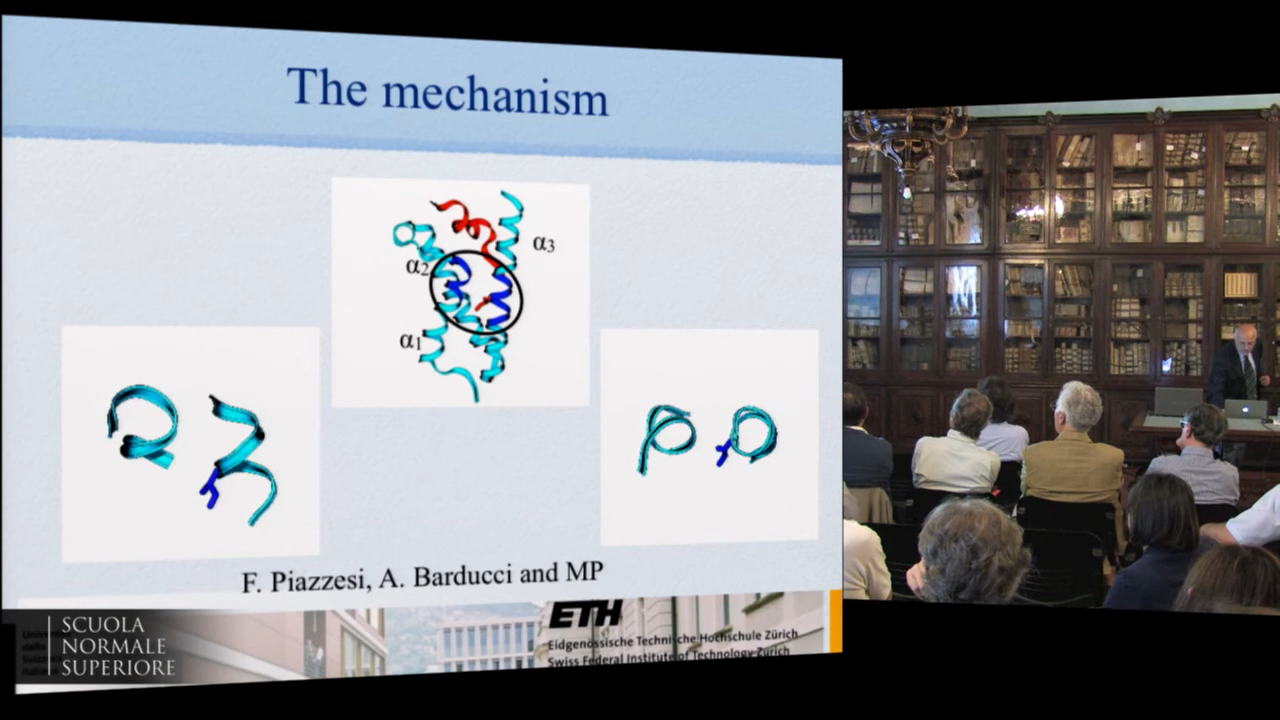 The mechanism
α3
α2
α1
F. Piazzesi, A. Barducci and MP
ETH
Eidgenössische Technische Hochschule Zürich
Swiss Federal Institute of Technology Zurich
SCUOLA
NORMALE
SUPERIORE